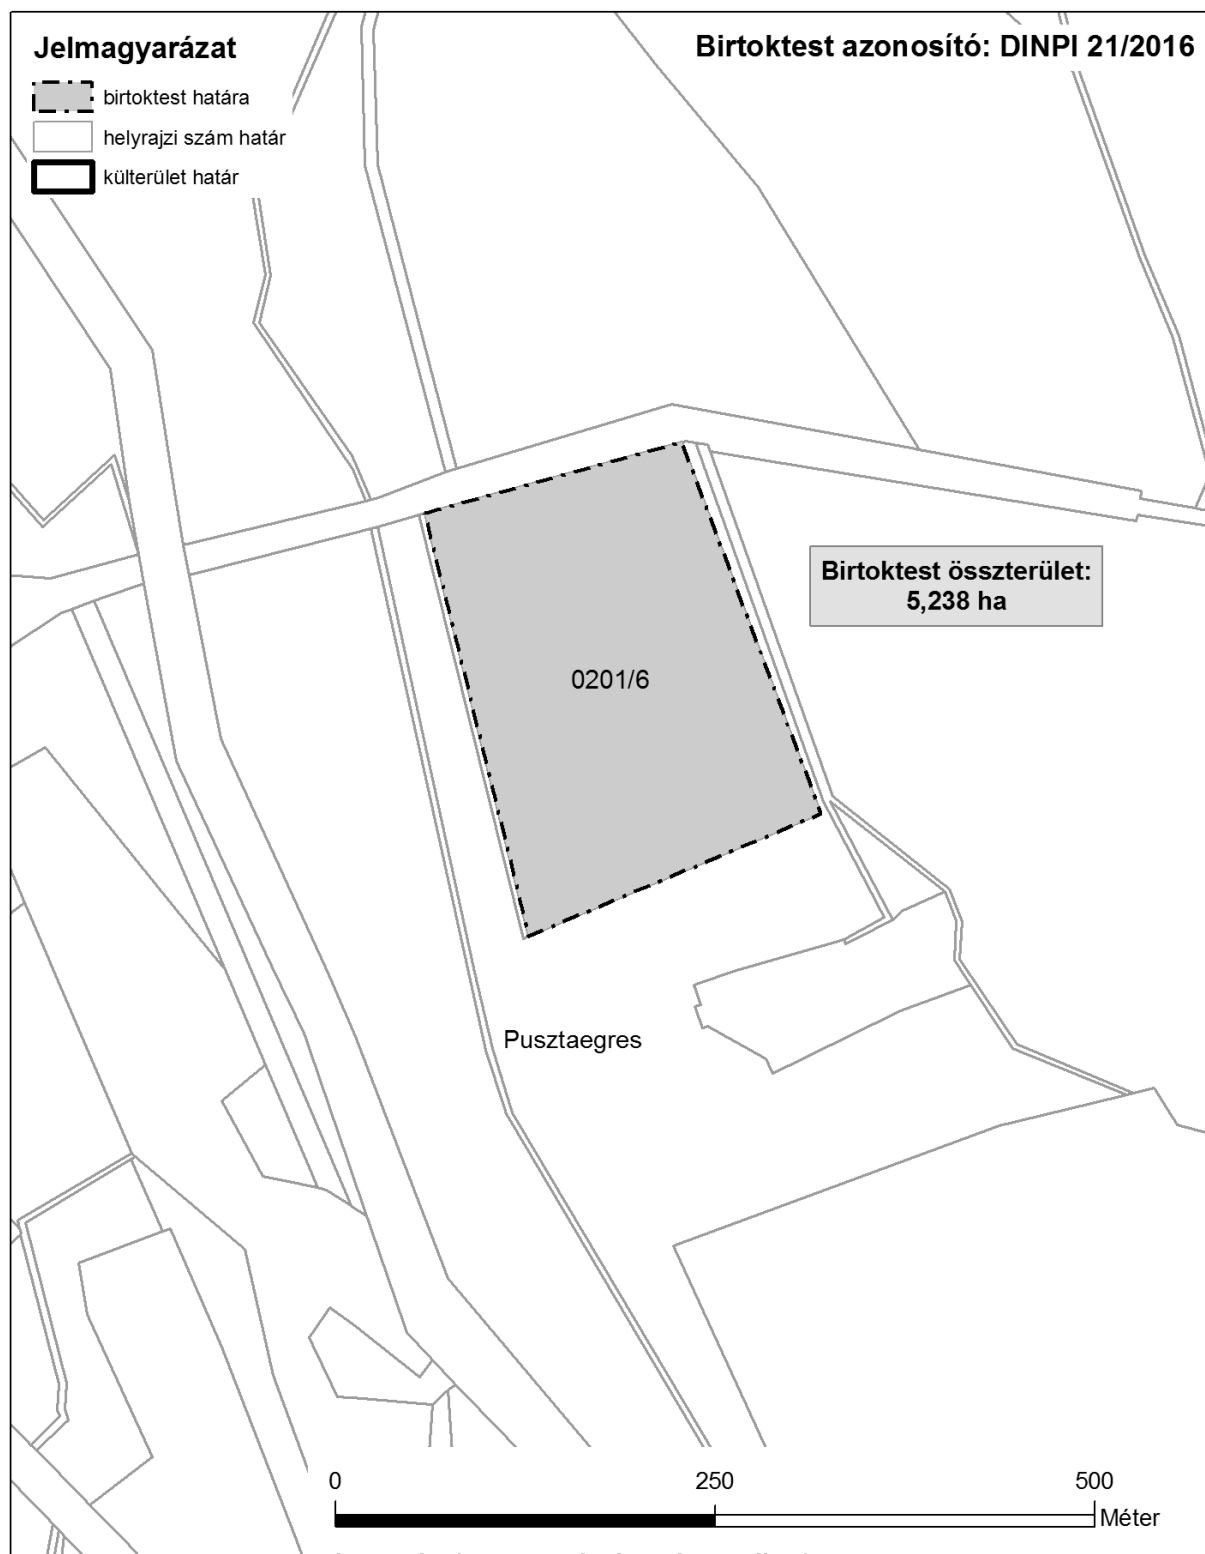 Jelmagyarázat
birtoktest határa
helyrajzi szám határ
külterület határ
Birtoktest azonosító: DINPI 21/2016
Birtoktest összterület:
5,238 ha
0201/6
Pusztaegres
0 250 500
Méter